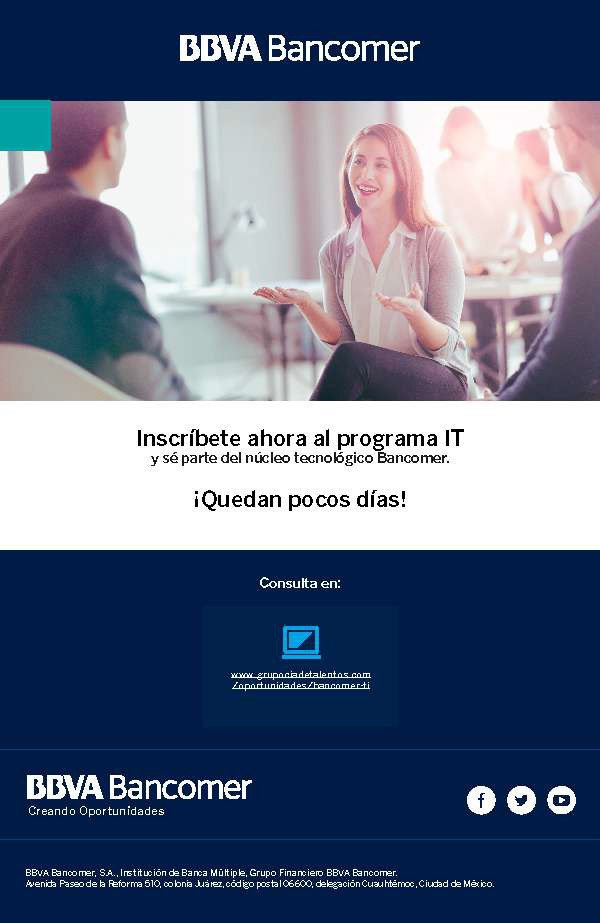 BBVA Bancomer
Inscríbete ahora al programa IT
y sé parte del núcleo tecnológico Bancomer.
¡Quedan pocos días!
Consulta en:
www.grupociadetalentos.com
/oportunidades/bancomer-ti
BBVA Bancomer
Creando Oportunidades
BBVA Bancomer, S.A., Institución de Banca Múltiple, Grupo Financiero BBVA Bancomer.
Avenida Paseo de la Reforma 510, colonia Juárez, código postal 06600, delegación Cuauhtémoc, Ciudad de México.